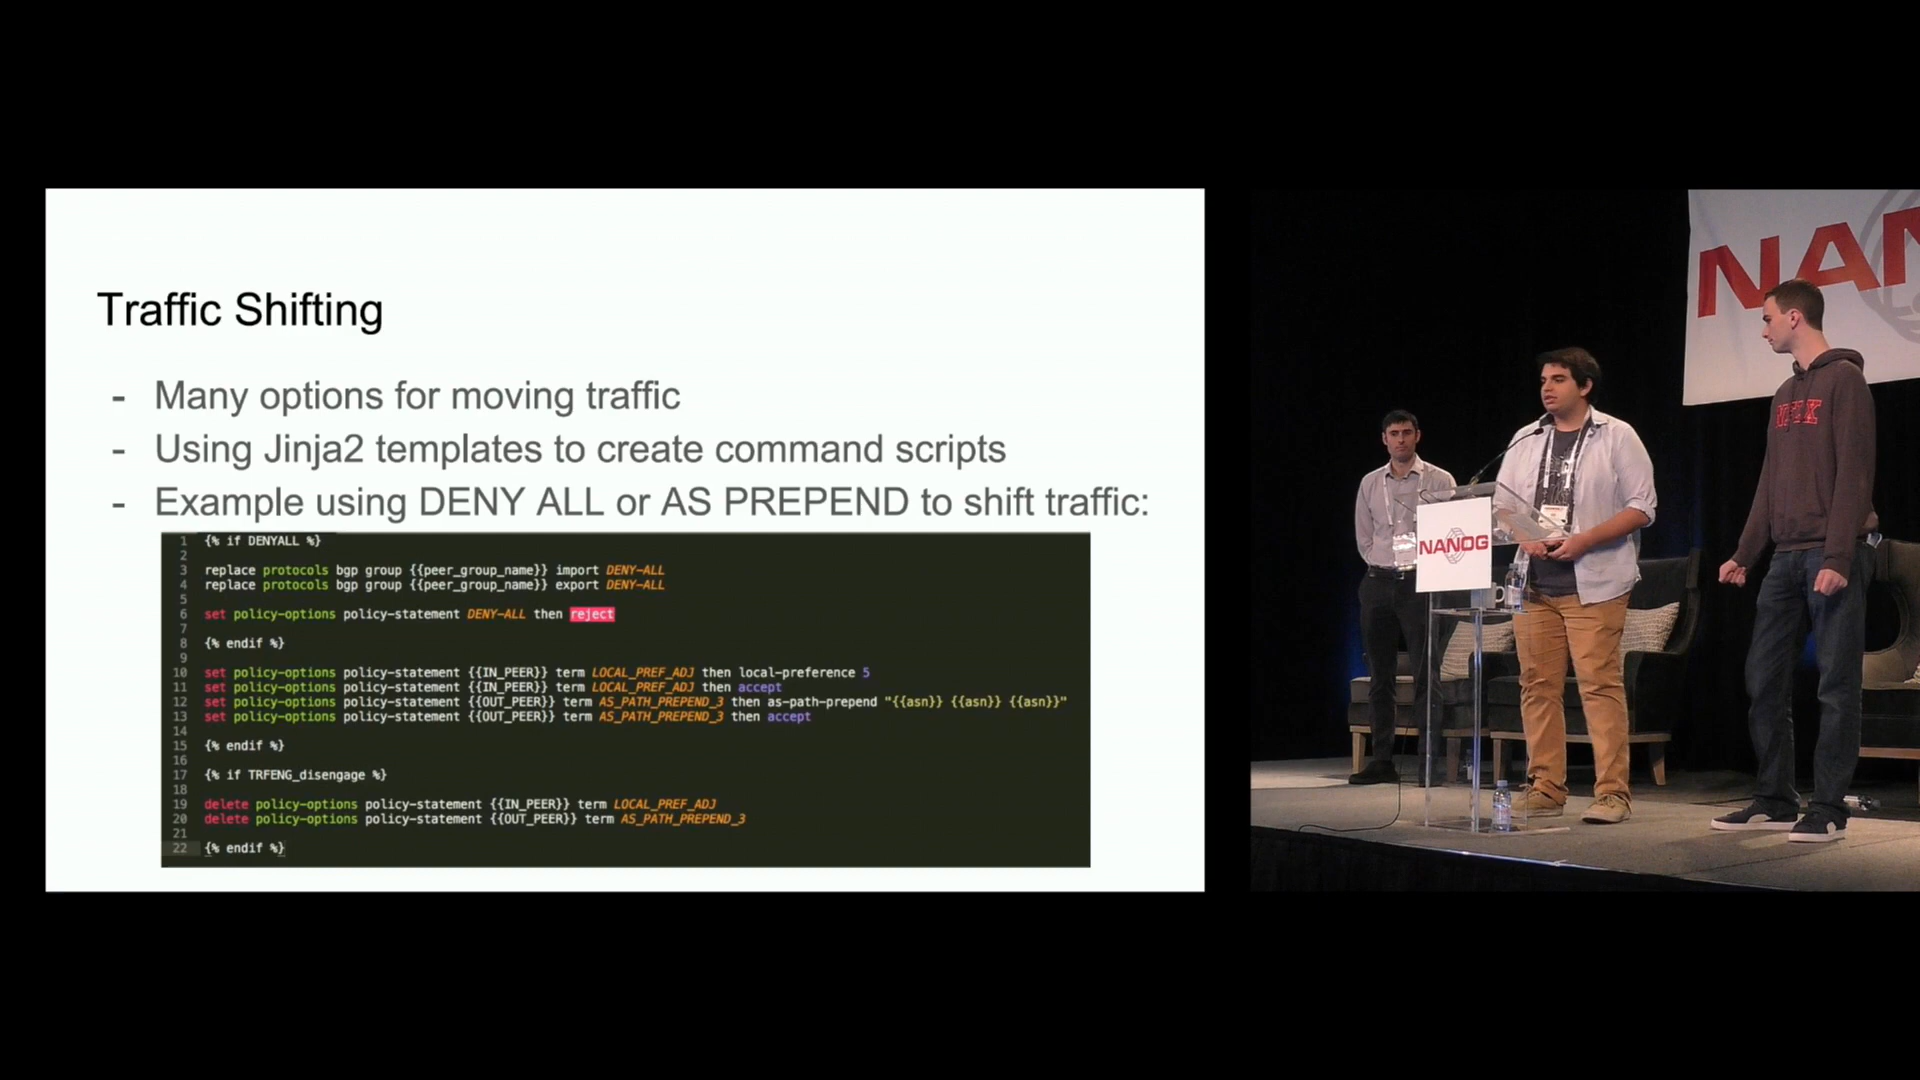 Traffic Shifting
- Many options for moving traffic
- Using Jinja2 templates to create command scripts
- Example using DENY ALL or AS PREPEND to shift traffic:
1 {% if DENYALL %}
2
3 replace protocols bgp group {{peer_group_name}} import DENY-ALL
4 replace protocols bgp group {{peer_group_name}} export DENY-ALL
5
6 set policy-options policy-statement DENY-ALL then reject
7
8 {% endif %}
9
10 set policy-options policy-statement {{IN_PEER}} term LOCAL_PREF_ADJ then local-preference 5
11 set policy-options policy-statement {{IN_PEER}} term LOCAL_PREF_ADJ then accept
12 set policy-options policy-statement {{OUT_PEER}} term AS_PATH_PREPEND_3 then as-path-prepend "{{asn}} {{asn}} {{asn}}"
13 set policy-options policy-statement {{OUT_PEER}} term AS_PATH_PREPEND_3 then accept
14
15 {% endif %}
16
17 {% if TRFENG_disengage %}
18
19 delete policy-options policy-statement {{IN_PEER}} term LOCAL_PREF_ADJ
20 delete policy-options policy-statement {{OUT_PEER}} term AS_PATH_PREPEND_3
21
22 {% endif %}
NAN
NANOG